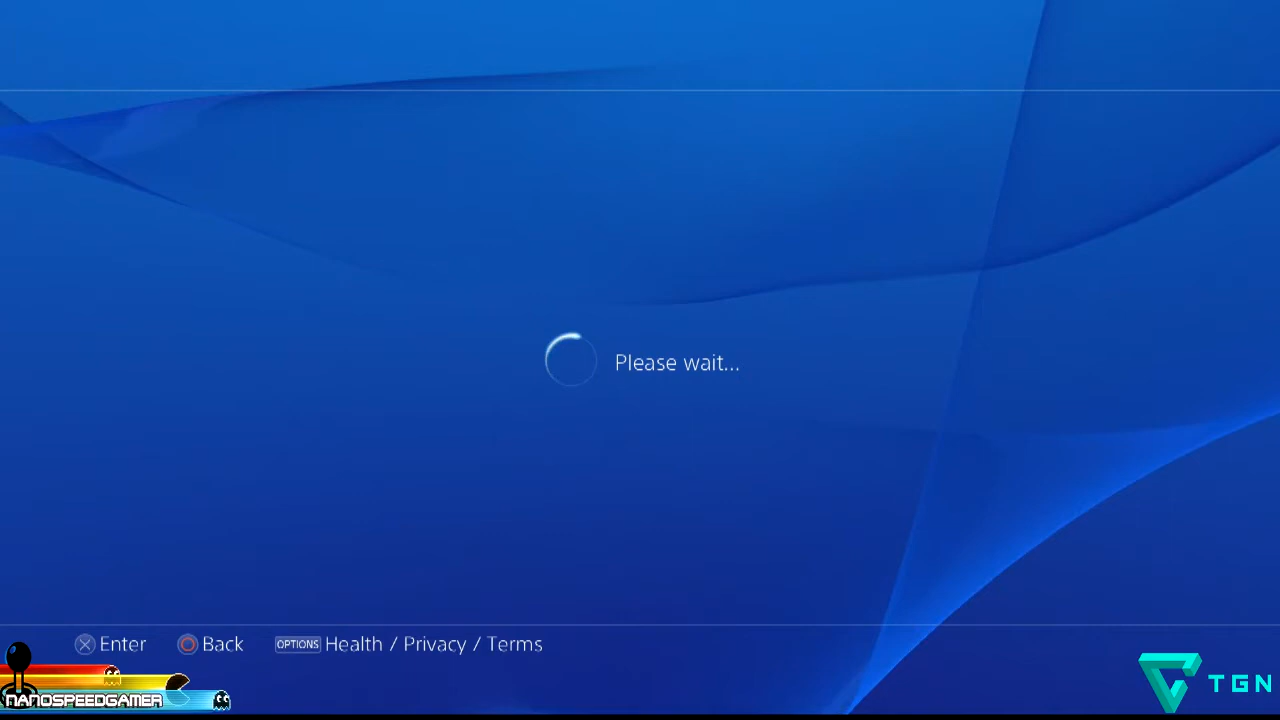 Please wait...
Enter Back OPTIONS Health / Privacy / Terms
NANOSPEEDGAMER
TGN